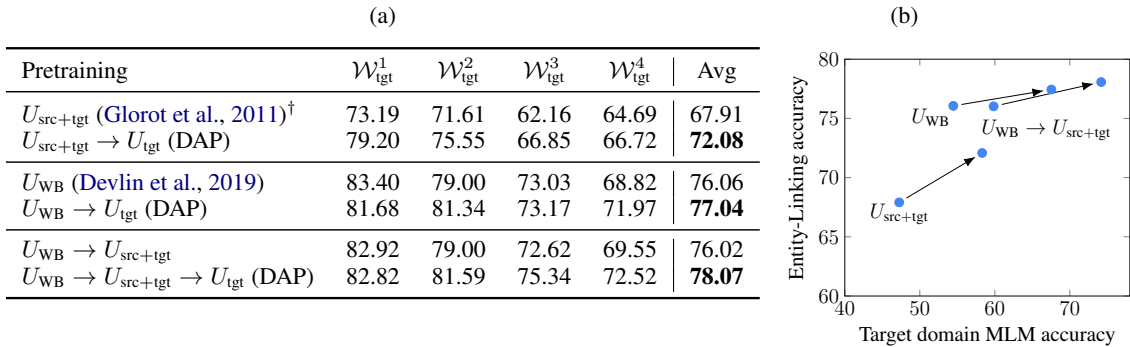 (a)
Pretraining W¹tgt W²tgt W³tgt W⁴tgt Avg
Usrc+tgt (Glorot et al., 2011)† 73.19 71.61 62.16 64.69 67.91
Usrc+tgt → Utgt (DAP) 79.20 75.55 66.85 66.72 72.08
UWB (Devlin et al., 2019) 83.40 79.00 73.03 68.82 76.06
UWB → Utgt (DAP) 81.68 81.34 73.17 71.97 77.04
UWB → Usrc+tgt 82.92 79.00 72.62 69.55 76.02
UWB → Usrc+tgt → Utgt (DAP) 82.82 81.59 75.34 72.52 78.07
(b)
Entity-Linking accuracy
80
75
70
65
60
UWB
UWB → Usrc+tgt
Usrc+tgt
40 50 60 70
Target domain MLM accuracy